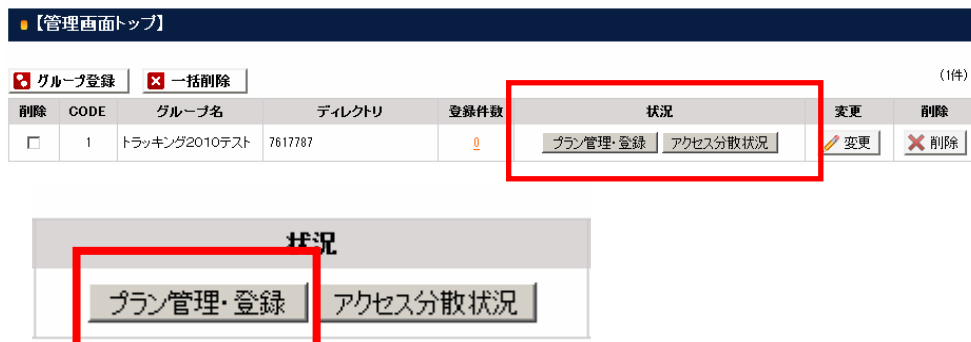 【管理画面トップ】
グループ登録 一括削除 (1件)
削除 CODE グループ名 ディレクトリ 登録件数 状況 変更 削除
1 トラッキング2010テスト 7617787 0 プラン管理・登録 アクセス分散状況 変更 削除
状況
プラン管理・登録 アクセス分散状況